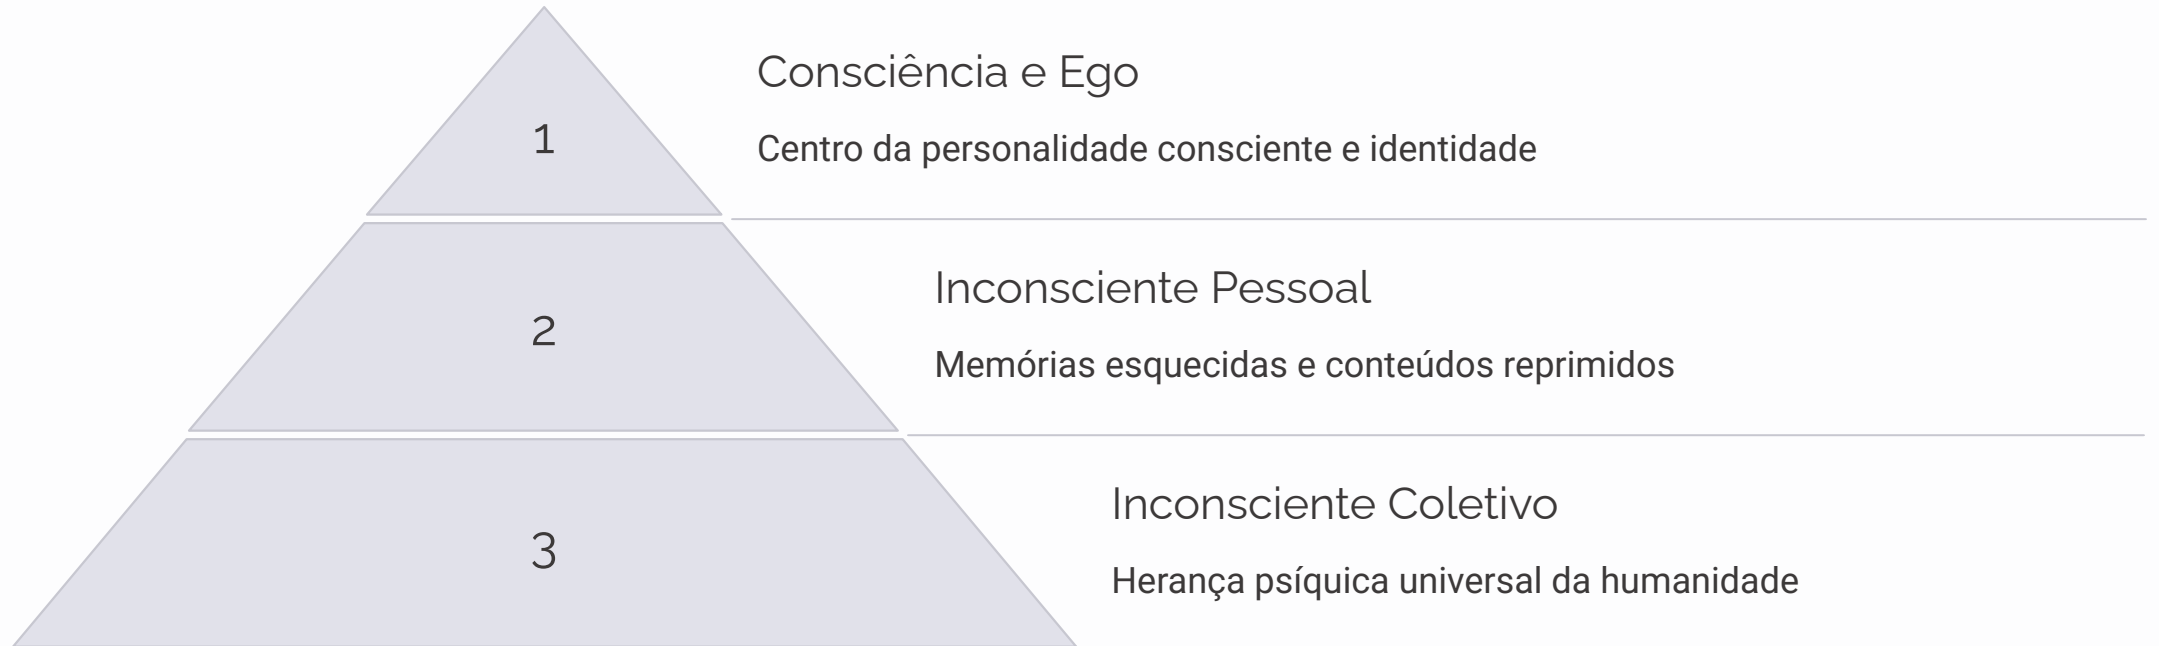 1
Consciência e Ego
Centro da personalidade consciente e identidade
2
Inconsciente Pessoal
Memórias esquecidas e conteúdos reprimidos
3
Inconsciente Coletivo
Herança psíquica universal da humanidade